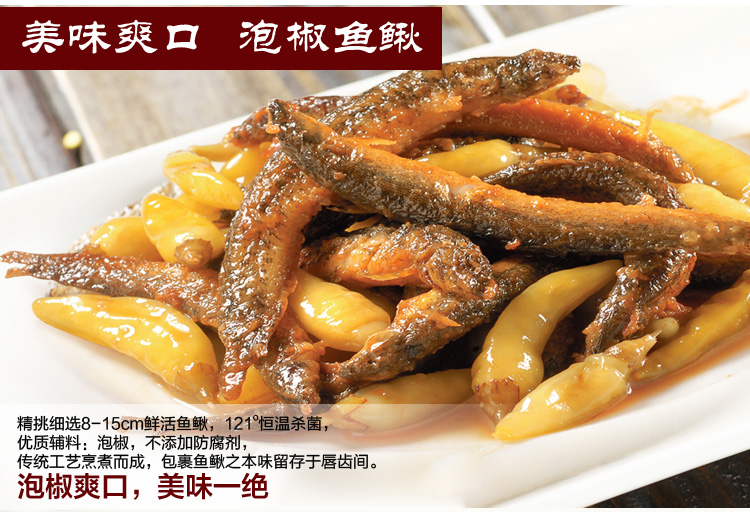 美味爽口 泡椒鱼鳅
精挑细选8-15cm鲜活鱼鳅，121°恒温杀菌，
优质辅料；泡椒，不添加防腐剂，
传统工艺烹煮而成，包裹鱼鳅之本味留存于唇齿间。
泡椒爽口，美味一绝